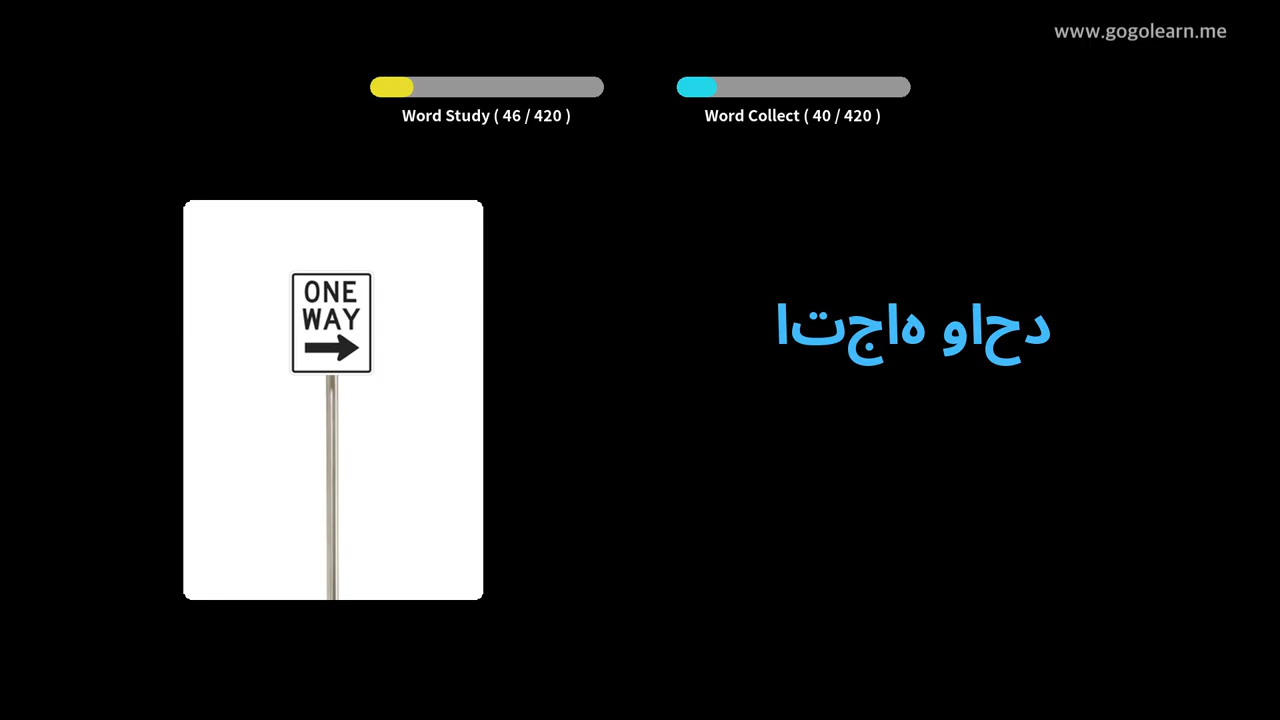 www.gogolearn.me
Word Study ( 46 / 420 )
Word Collect ( 40 / 420 )
ONE
WAY
اتجاه واحد